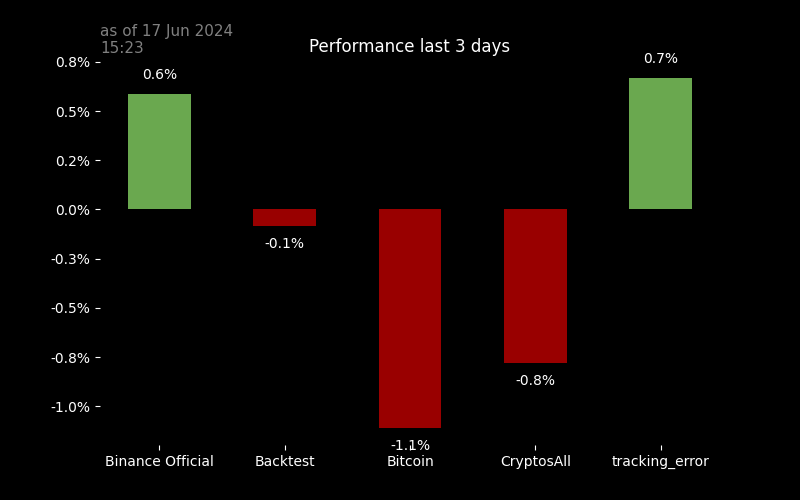 as of 17 Jun 2024
15:23
Performance last 3 days
0.8%
0.5%
0.2%
0.0%
-0.3%
-0.5%
-0.8%
-1.0%
0.6%
-0.1%
-1.1%
-0.8%
0.7%
Binance Official
Backtest
Bitcoin
CryptosAll
tracking_error